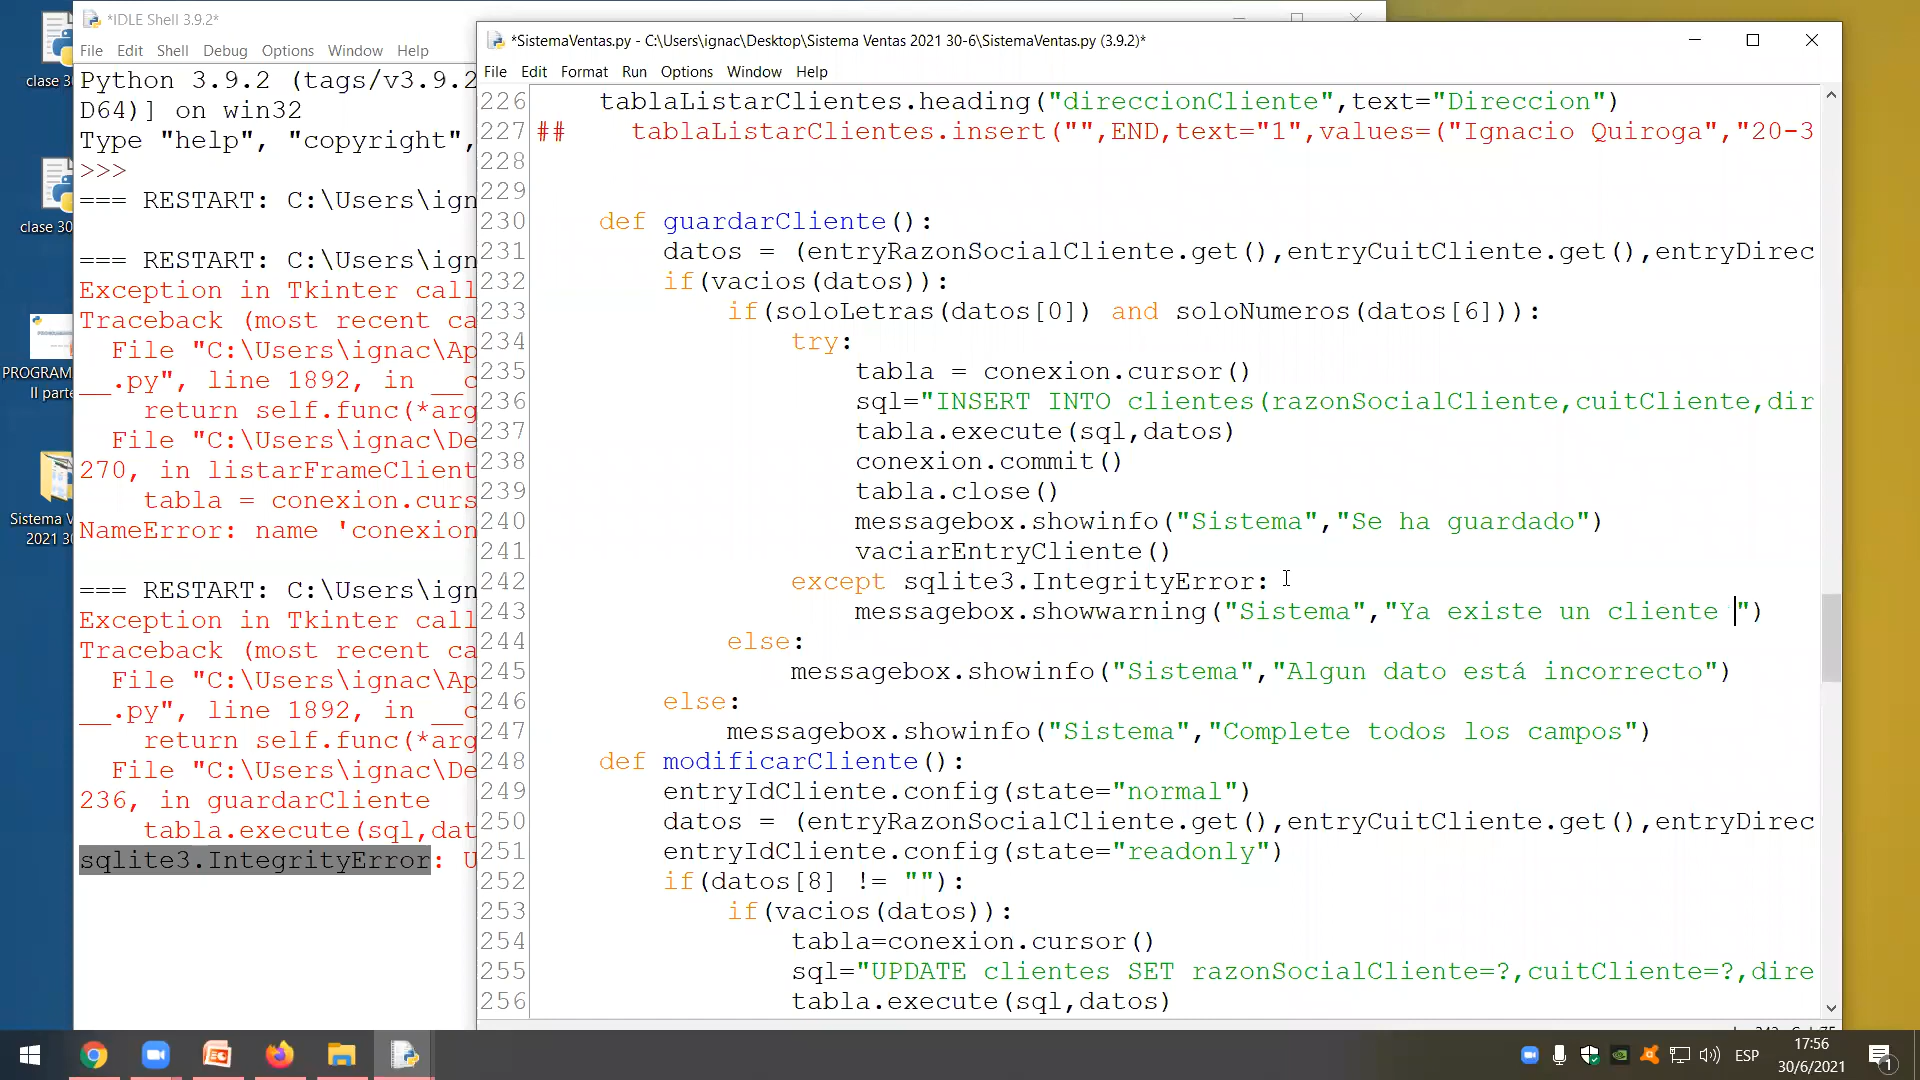 *IDLE Shell 3.9.2*
File Edit Shell Debug Options Window Help
Python 3.9.2 (tags/v3.9.2
D64)] on win32
Type "help", "copyright",
>>>
=== RESTART: C:\Users\ign
=== RESTART: C:\Users\ign
Exception in Tkinter call
Traceback (most recent ca
File "C:\Users\ignac\Ap
__.py", line 1892, in __c
return self.func(*arg
File "C:\Users\ignac\De
270, in listarFrameClient
tabla = conexion.curs
NameError: name 'conexion
=== RESTART: C:\Users\ign
Exception in Tkinter call
Traceback (most recent ca
File "C:\Users\ignac\Ap
__.py", line 1892, in __c
return self.func(*arg
File "C:\Users\ignac\De
236, in guardarCliente
tabla.execute(sql,dat
sqlite3.IntegrityError: U
*SistemaVentas.py - C:\Users\ignac\Desktop\Sistema Ventas 2021 30-6\SistemaVentas.py (3.9.2)*
File Edit Format Run Options Window Help
226 tablaListarClientes.heading("direccionCliente",text="Direccion")
227 ## tablaListarClientes.insert("",END,text="1",values=("Ignacio Quiroga","20-3
228
229
230 def guardarCliente():
231 datos = (entryRazonSocialCliente.get(),entryCuitCliente.get(),entryDirec
232 if(vacios(datos)):
233 if(soloLetras(datos[0]) and soloNumeros(datos[6])):
234 try:
235 tabla = conexion.cursor()
236 sql="INSERT INTO clientes(razonSocialCliente,cuitCliente,dir
237 tabla.execute(sql,datos)
238 conexion.commit()
239 tabla.close()
240 messagebox.showinfo("Sistema","Se ha guardado")
241 vaciarEntryCliente()
242 except sqlite3.IntegrityError:
243 messagebox.showwarning("Sistema","Ya existe un cliente ")
244 else:
245 messagebox.showinfo("Sistema","Algun dato está incorrecto")
246 else:
247 messagebox.showinfo("Sistema","Complete todos los campos")
248 def modificarCliente():
249 entryIdCliente.config(state="normal")
250 datos = (entryRazonSocialCliente.get(),entryCuitCliente.get(),entryDirec
251 entryIdCliente.config(state="readonly")
252 if(datos[8] != ""):
253 if(vacios(datos)):
254 tabla=conexion.cursor()
255 sql="UPDATE clientes SET razonSocialCliente=?,cuitCliente=?,dire
256 tabla.execute(sql,datos)
clase 30
clase 30
PROGRAM
II parte
Sistema V
2021 30
ESP
17:56
30/6/2021
1